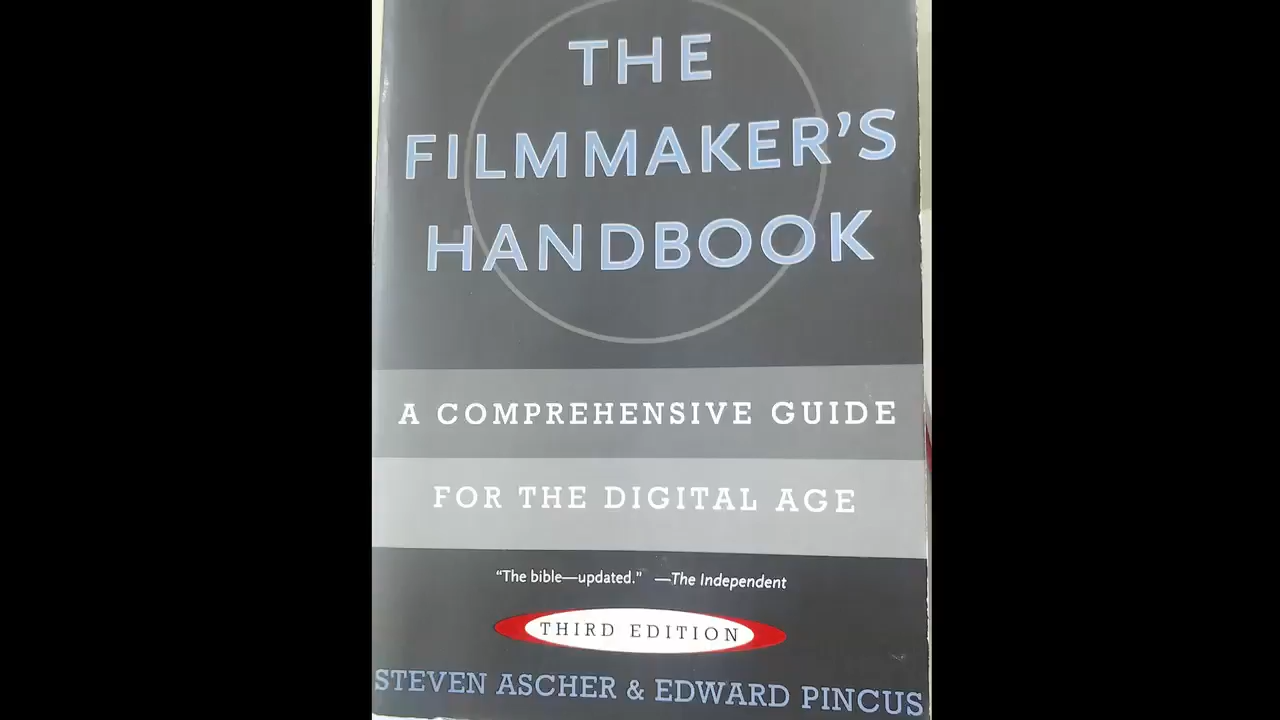 THE
FILMMAKER'S
HANDBOOK
A COMPREHENSIVE GUIDE
FOR THE DIGITAL AGE
“The bible—updated.” —The Independent
THIRD EDITION
STEVEN ASCHER & EDWARD PINCUS